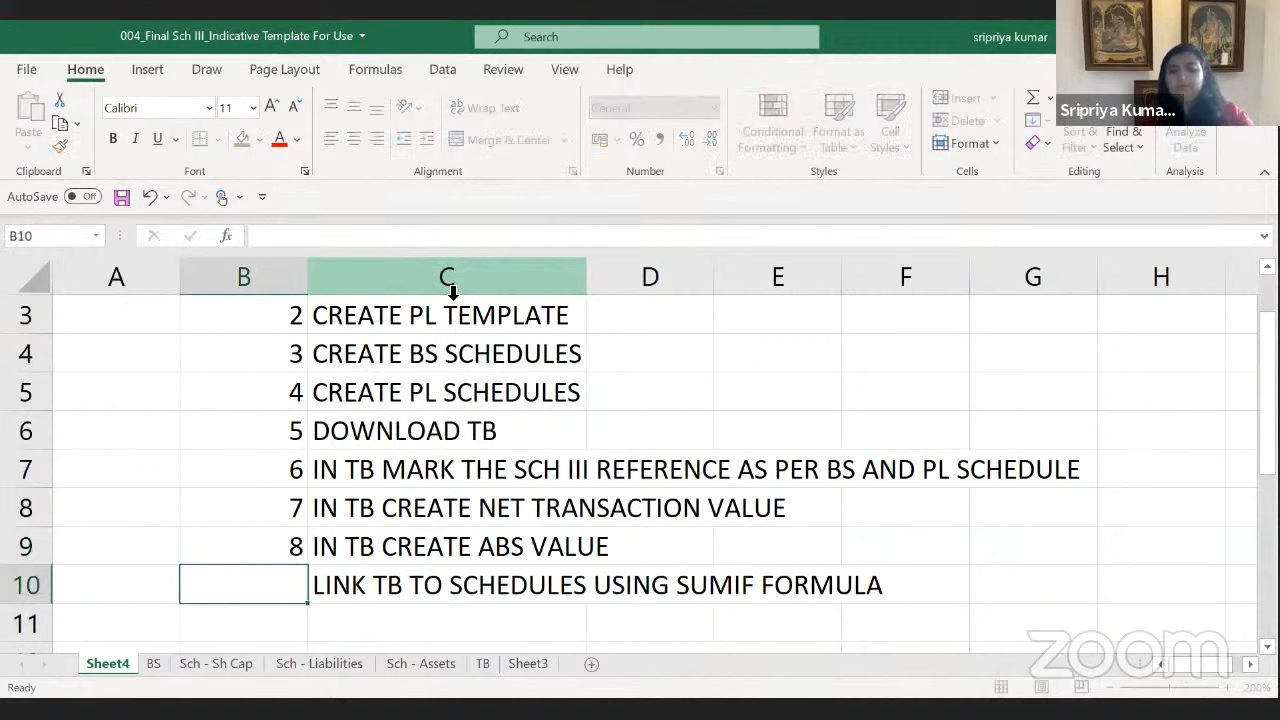 004_Final Sch III_Indicative Template For Use
Search
sripriya kumar
File Home Insert Draw Page Layout Formulas Data Review View Help
Sripriya Kuma...
Paste
Calibri 11
B I U A
Wrap Text
Merge & Center
General
Conditional Formatting
Format as Table
Cell Styles
Insert
Delete
Format
Sort & Filter
Find & Select
Analyze Data
Clipboard Font Alignment Number Styles Cells Editing Analysis
AutoSave Off
B10 fx
A B C D E F G H
3 2 CREATE PL TEMPLATE
4 3 CREATE BS SCHEDULES
5 4 CREATE PL SCHEDULES
6 5 DOWNLOAD TB
7 6 IN TB MARK THE SCH III REFERENCE AS PER BS AND PL SCHEDULE
8 7 IN TB CREATE NET TRANSACTION VALUE
9 8 IN TB CREATE ABS VALUE
10 LINK TB TO SCHEDULES USING SUMIF FORMULA
11
zoom
Sheet4 BS Sch - Sh Cap Sch - Liabilities Sch - Assets TB Sheet3
Ready
200%